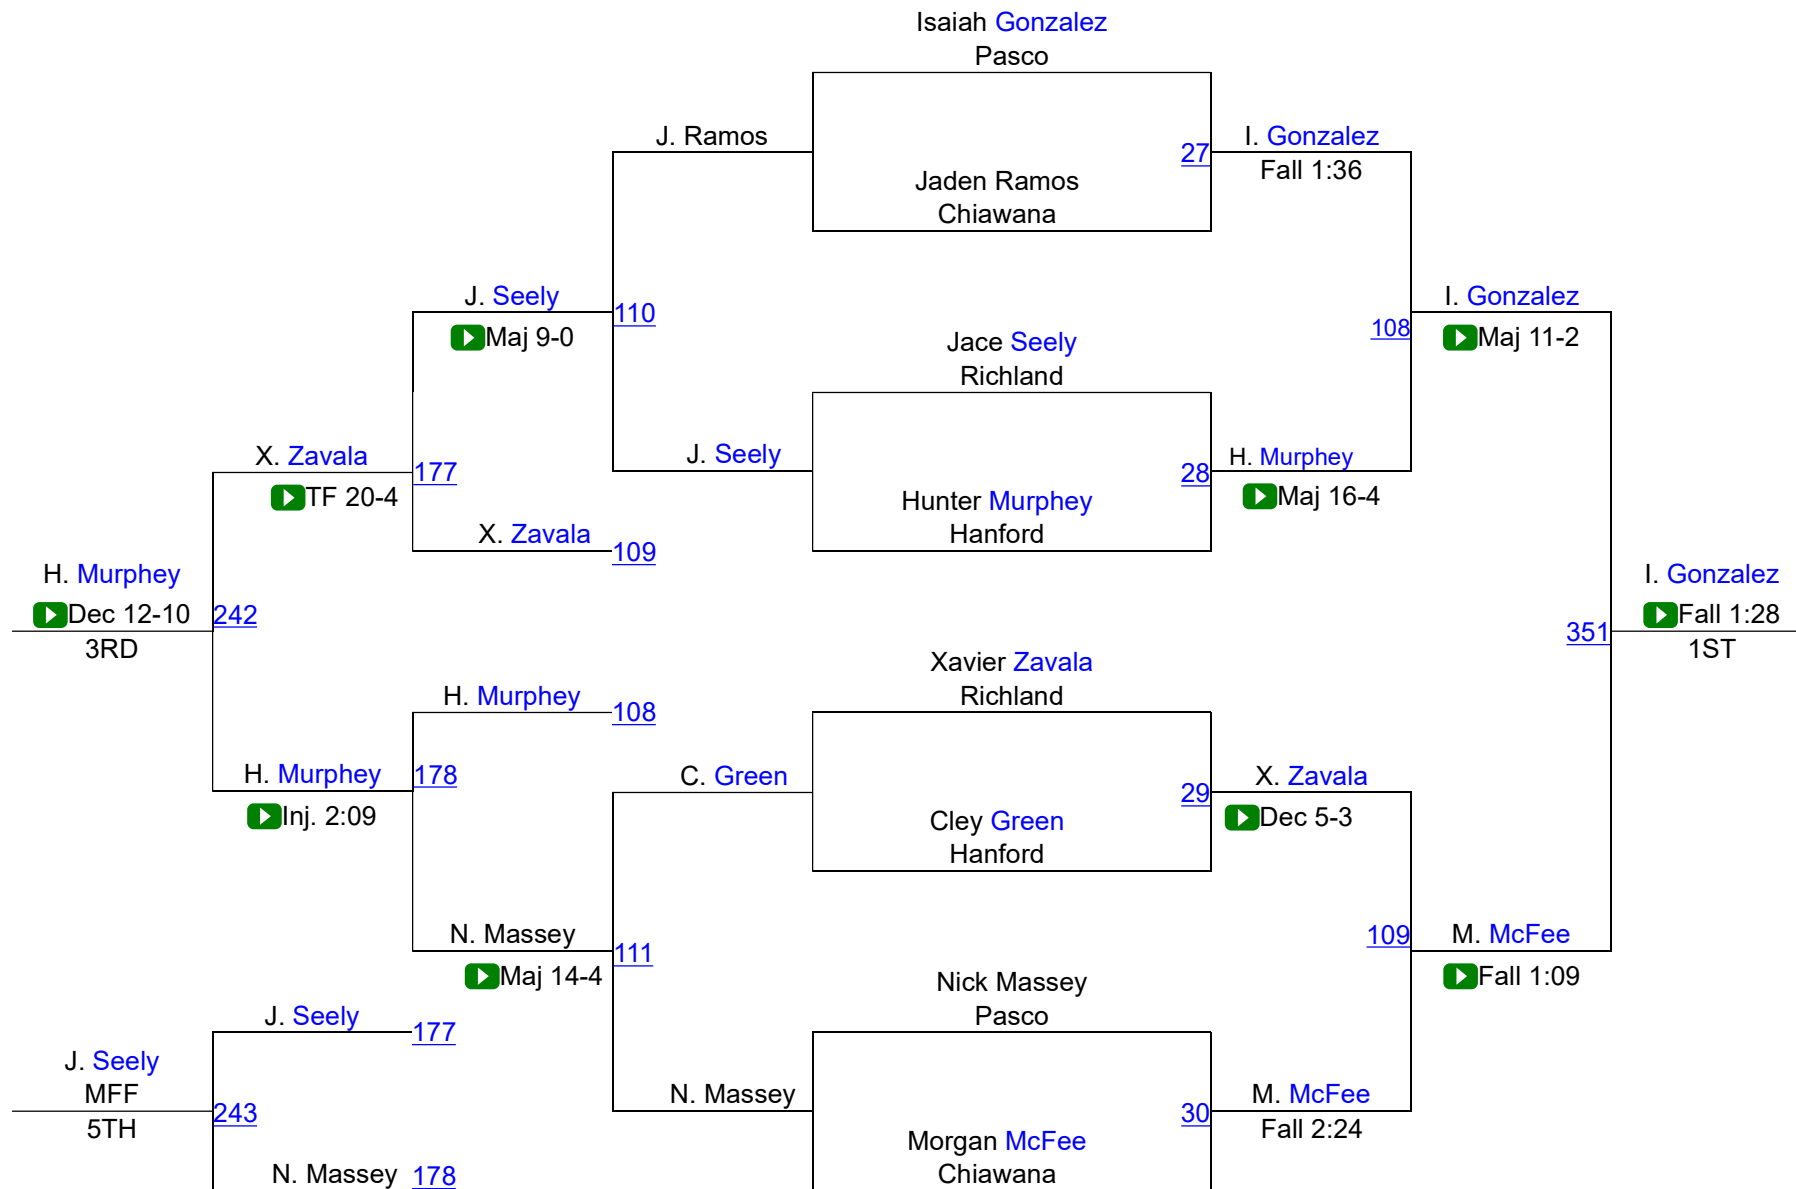 Isaiah Gonzalez
Pasco
J. Ramos
27
I. Gonzalez
Fall 1:36
Jaden Ramos
Chiawana
J. Seely
Maj 9-0
110
I. Gonzalez
108
Maj 11-2
Jace Seely
Richland
X. Zavala
TF 20-4
177
J. Seely
28
H. Murphey
Maj 16-4
Hunter Murphey
Hanford
X. Zavala
109
H. Murphey
Dec 12-10
242
3RD
I. Gonzalez
Fall 1:28
351
1ST
Xavier Zavala
Richland
H. Murphey
108
H. Murphey
178
Inj. 2:09
C. Green
29
X. Zavala
Dec 5-3
Cley Green
Hanford
N. Massey
111
Maj 14-4
109
M. McFee
Fall 1:09
Nick Massey
Pasco
J. Seely
177
J. Seely
MFF
243
5TH
N. Massey
30
M. McFee
Fall 2:24
Morgan McFee
Chiawana
N. Massey
178